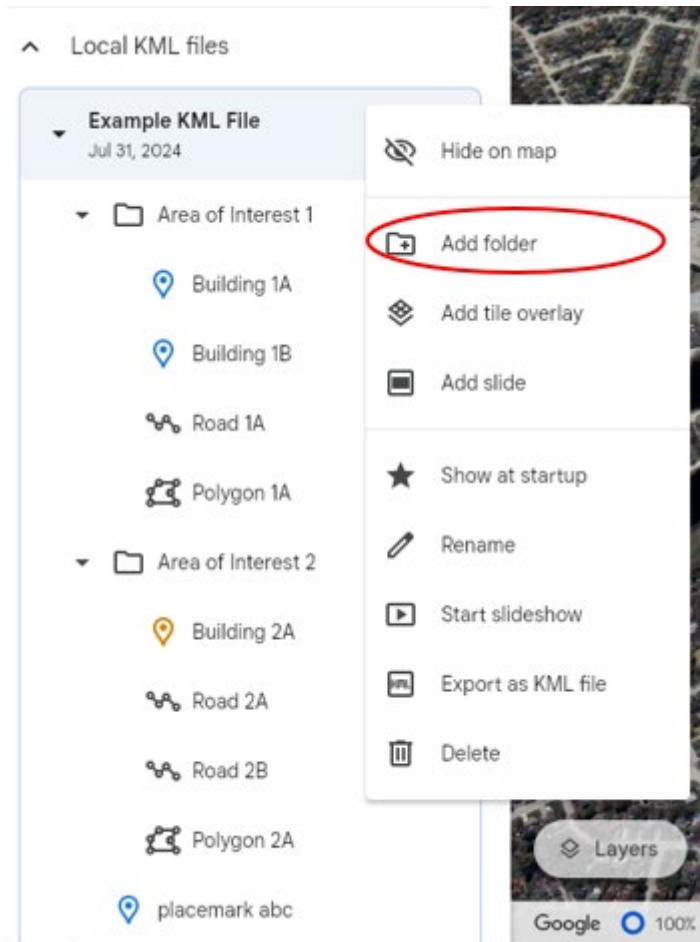 Local KML files
Example KML File
Jul 31, 2024
Area of Interest 1
Building 1A
Building 1B
Road 1A
Polygon 1A
Area of Interest 2
Building 2A
Road 2A
Road 2B
Polygon 2A
placemark abc
Hide on map
Add folder
Add tile overlay
Add slide
Show at startup
Rename
Start slideshow
KML Export as KML file
Delete
Layers
Google 100%